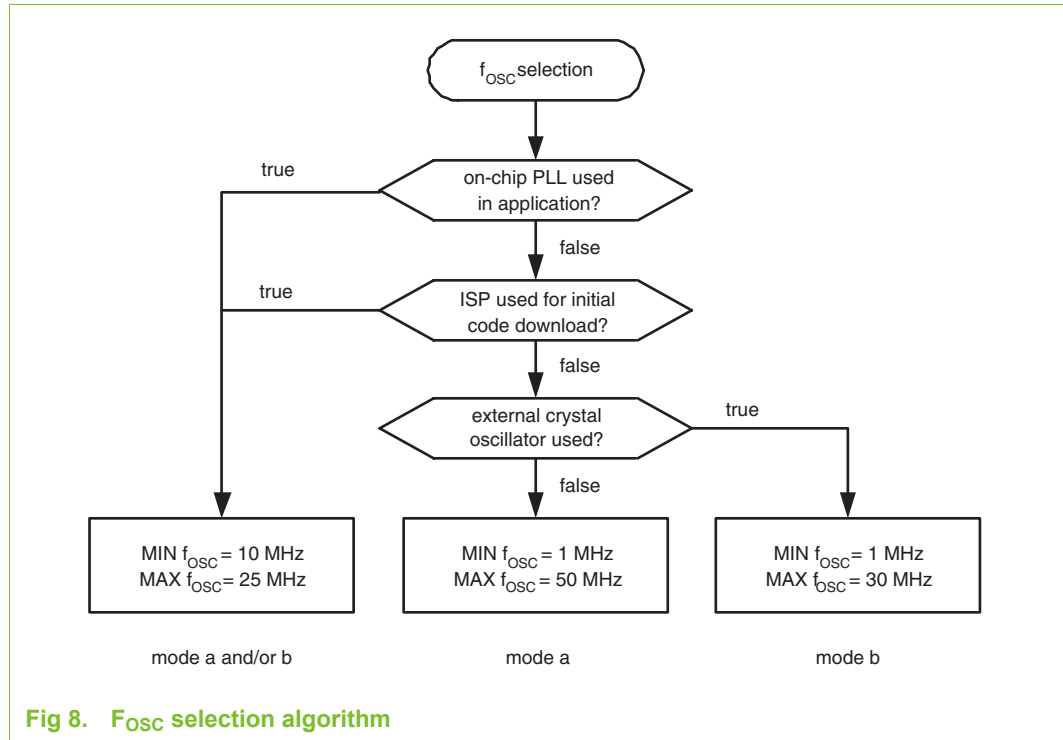 fOSC selection
true
on-chip PLL used
in application?
false
true
ISP used for initial
code download?
false
external crystal
oscillator used?
true
false
MIN fOSC = 10 MHz
MAX fOSC = 25 MHz
MIN fOSC = 1 MHz
MAX fOSC = 50 MHz
MIN fOSC = 1 MHz
MAX fOSC = 30 MHz
mode a and/or b
mode a
mode b
Fig 8. FOSC selection algorithm